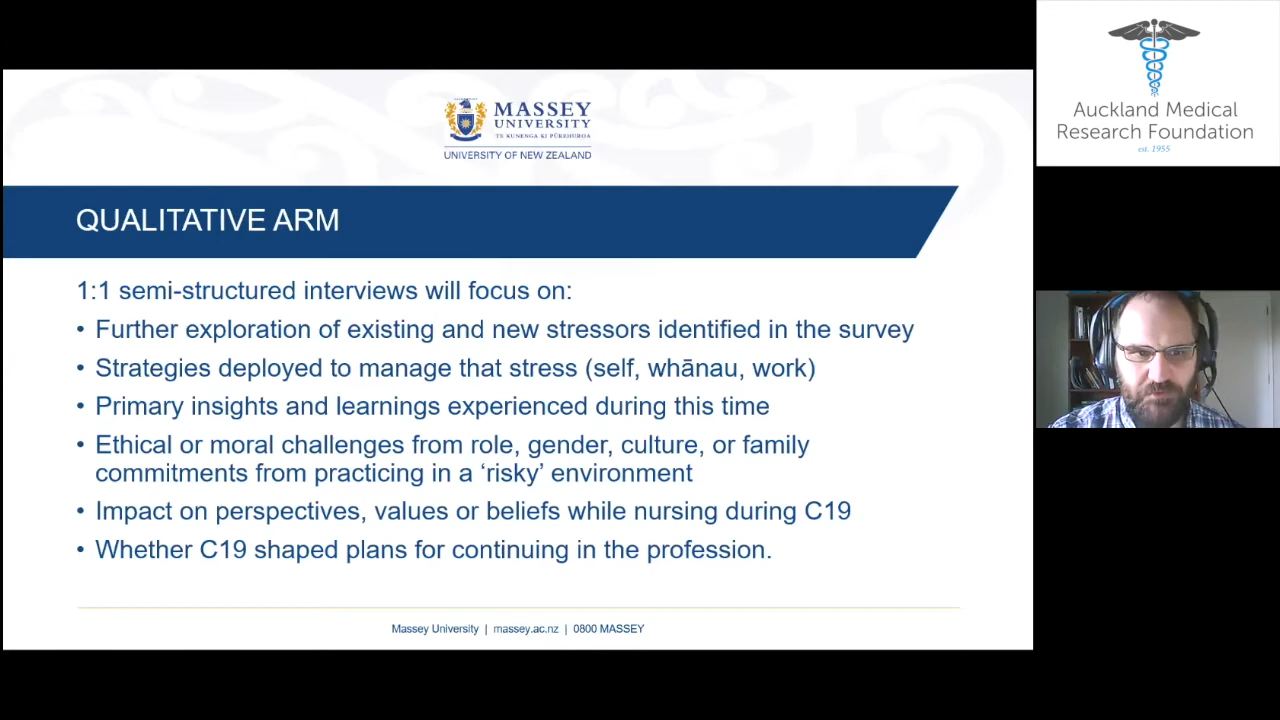 MASSEY
UNIVERSITY
TE KUNENGA KI PŪREHUROA
UNIVERSITY OF NEW ZEALAND
QUALITATIVE ARM
1:1 semi-structured interviews will focus on:
• Further exploration of existing and new stressors identified in the survey
• Strategies deployed to manage that stress (self, whānau, work)
• Primary insights and learnings experienced during this time
• Ethical or moral challenges from role, gender, culture, or family
commitments from practicing in a ‘risky’ environment
• Impact on perspectives, values or beliefs while nursing during C19
• Whether C19 shaped plans for continuing in the profession.
Massey University | massey.ac.nz | 0800 MASSEY
Auckland Medical
Research Foundation
est. 1955